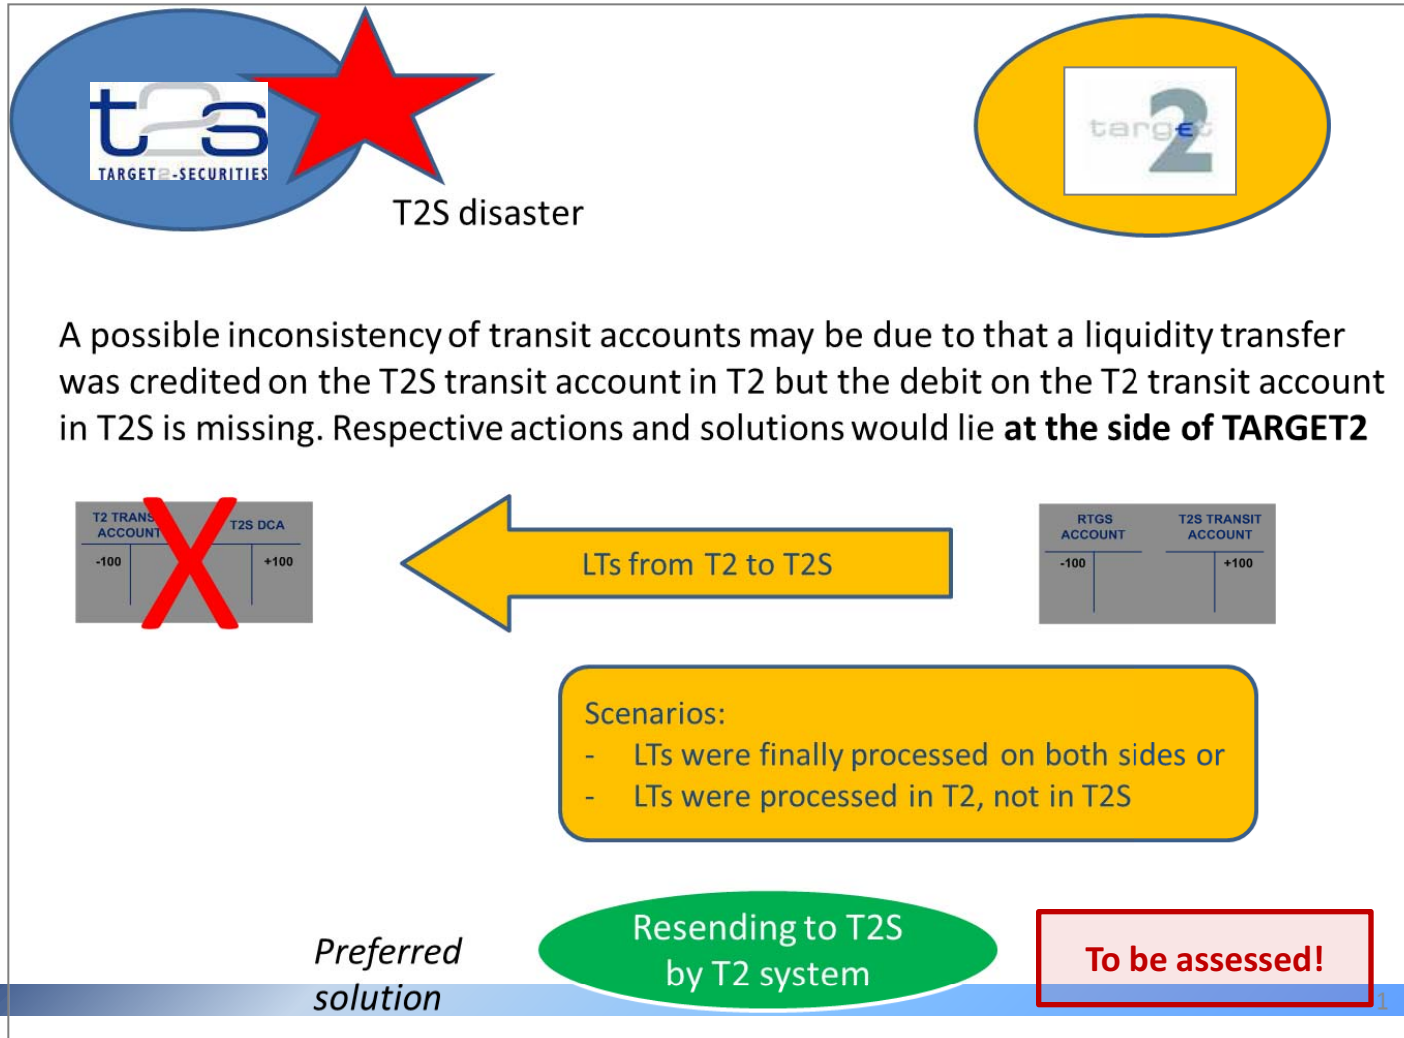 t2s
TARGET2-SECURITIES
target
2
T2S disaster
A possible inconsistency of transit accounts may be due to that a liquidity transfer
was credited on the T2S transit account in T2 but the debit on the T2 transit account
in T2S is missing. Respective actions and solutions would lie at the side of TARGET2
T2 TRANS
ACCOUNT
T2S DCA
-100
+100
X
LTs from T2 to T2S
RTGS
ACCOUNT
T2S TRANSIT
ACCOUNT
-100
+100
Scenarios:
- LTs were finally processed on both sides or
- LTs were processed in T2, not in T2S
Preferred
solution
Resending to T2S
by T2 system
To be assessed!
1